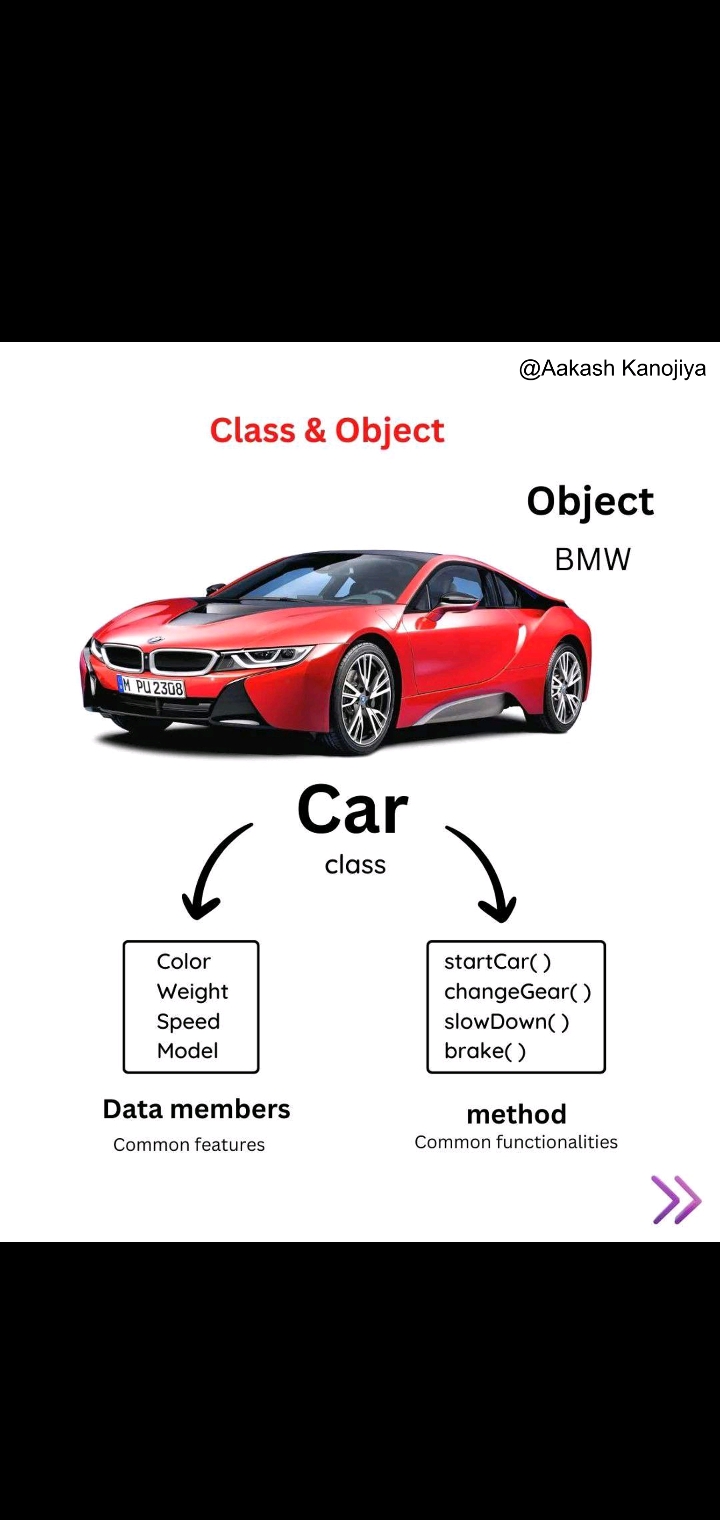 @Aakash Kanojiya
Class & Object
Object
BMW
M PU 2308
Car
class
Color
Weight
Speed
Model
startCar( )
changeGear( )
slowDown( )
brake( )
Data members
Common features
method
Common functionalities